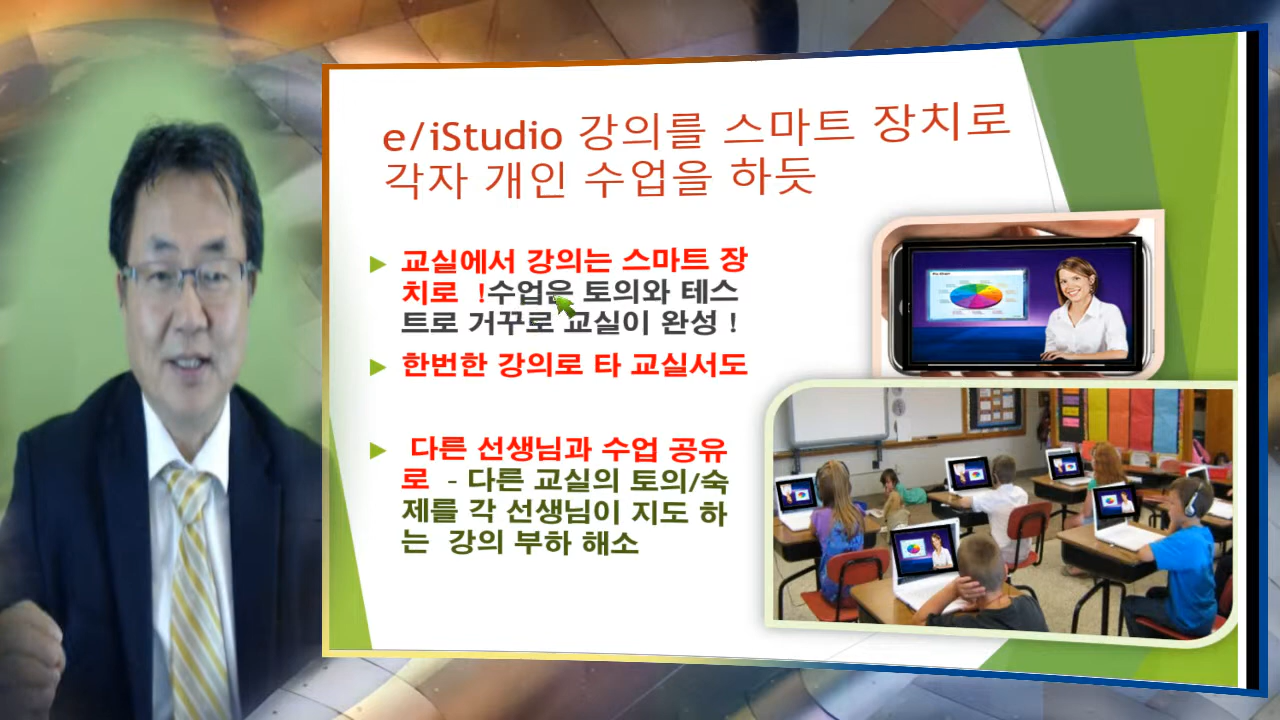 e/iStudio 강의를 스마트 장치로
각자 개인 수업을 하듯
교실에서 강의는 스마트 장
치로 !수업은 토의와 테스
트로 거꾸로 교실이 완성 !
한번한 강의로 타 교실서도
다른 선생님과 수업 공유
로 - 다른 교실의 토의/숙
제를 각 선생님이 지도 하
는 강의 부하 해소